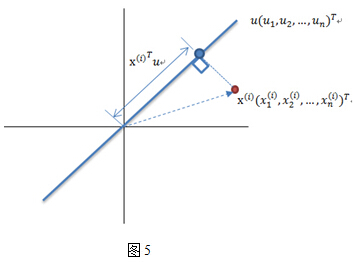 u(u₁,u₂,…,uₙ)ᵀ
x⁽ⁱ⁾ᵀu
x⁽ⁱ⁾(x₁⁽ⁱ⁾,x₂⁽ⁱ⁾,…,xₙ⁽ⁱ⁾)ᵀ
图 5